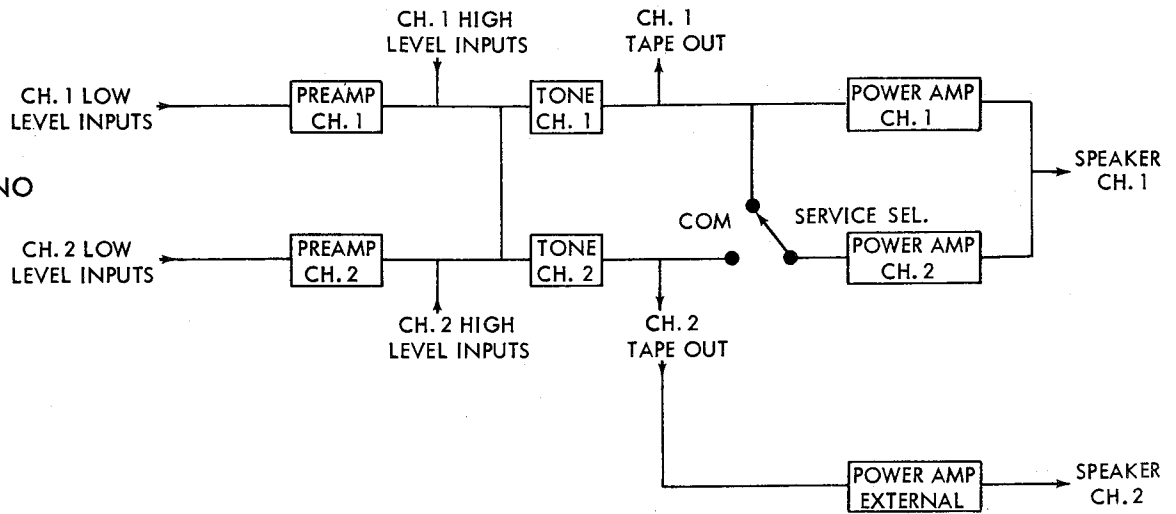 CH. 1 HIGH
LEVEL INPUTS
CH. 1
TAPE OUT
CH. 1 LOW
LEVEL INPUTS
PREAMP
CH. 1
TONE
CH. 1
POWER AMP
CH. 1
SPEAKER
CH. 1
NO
COM
SERVICE SEL.
CH. 2 LOW
LEVEL INPUTS
PREAMP
CH. 2
TONE
CH. 2
POWER AMP
CH. 2
CH. 2 HIGH
LEVEL INPUTS
CH. 2
TAPE OUT
POWER AMP
EXTERNAL
SPEAKER
CH. 2